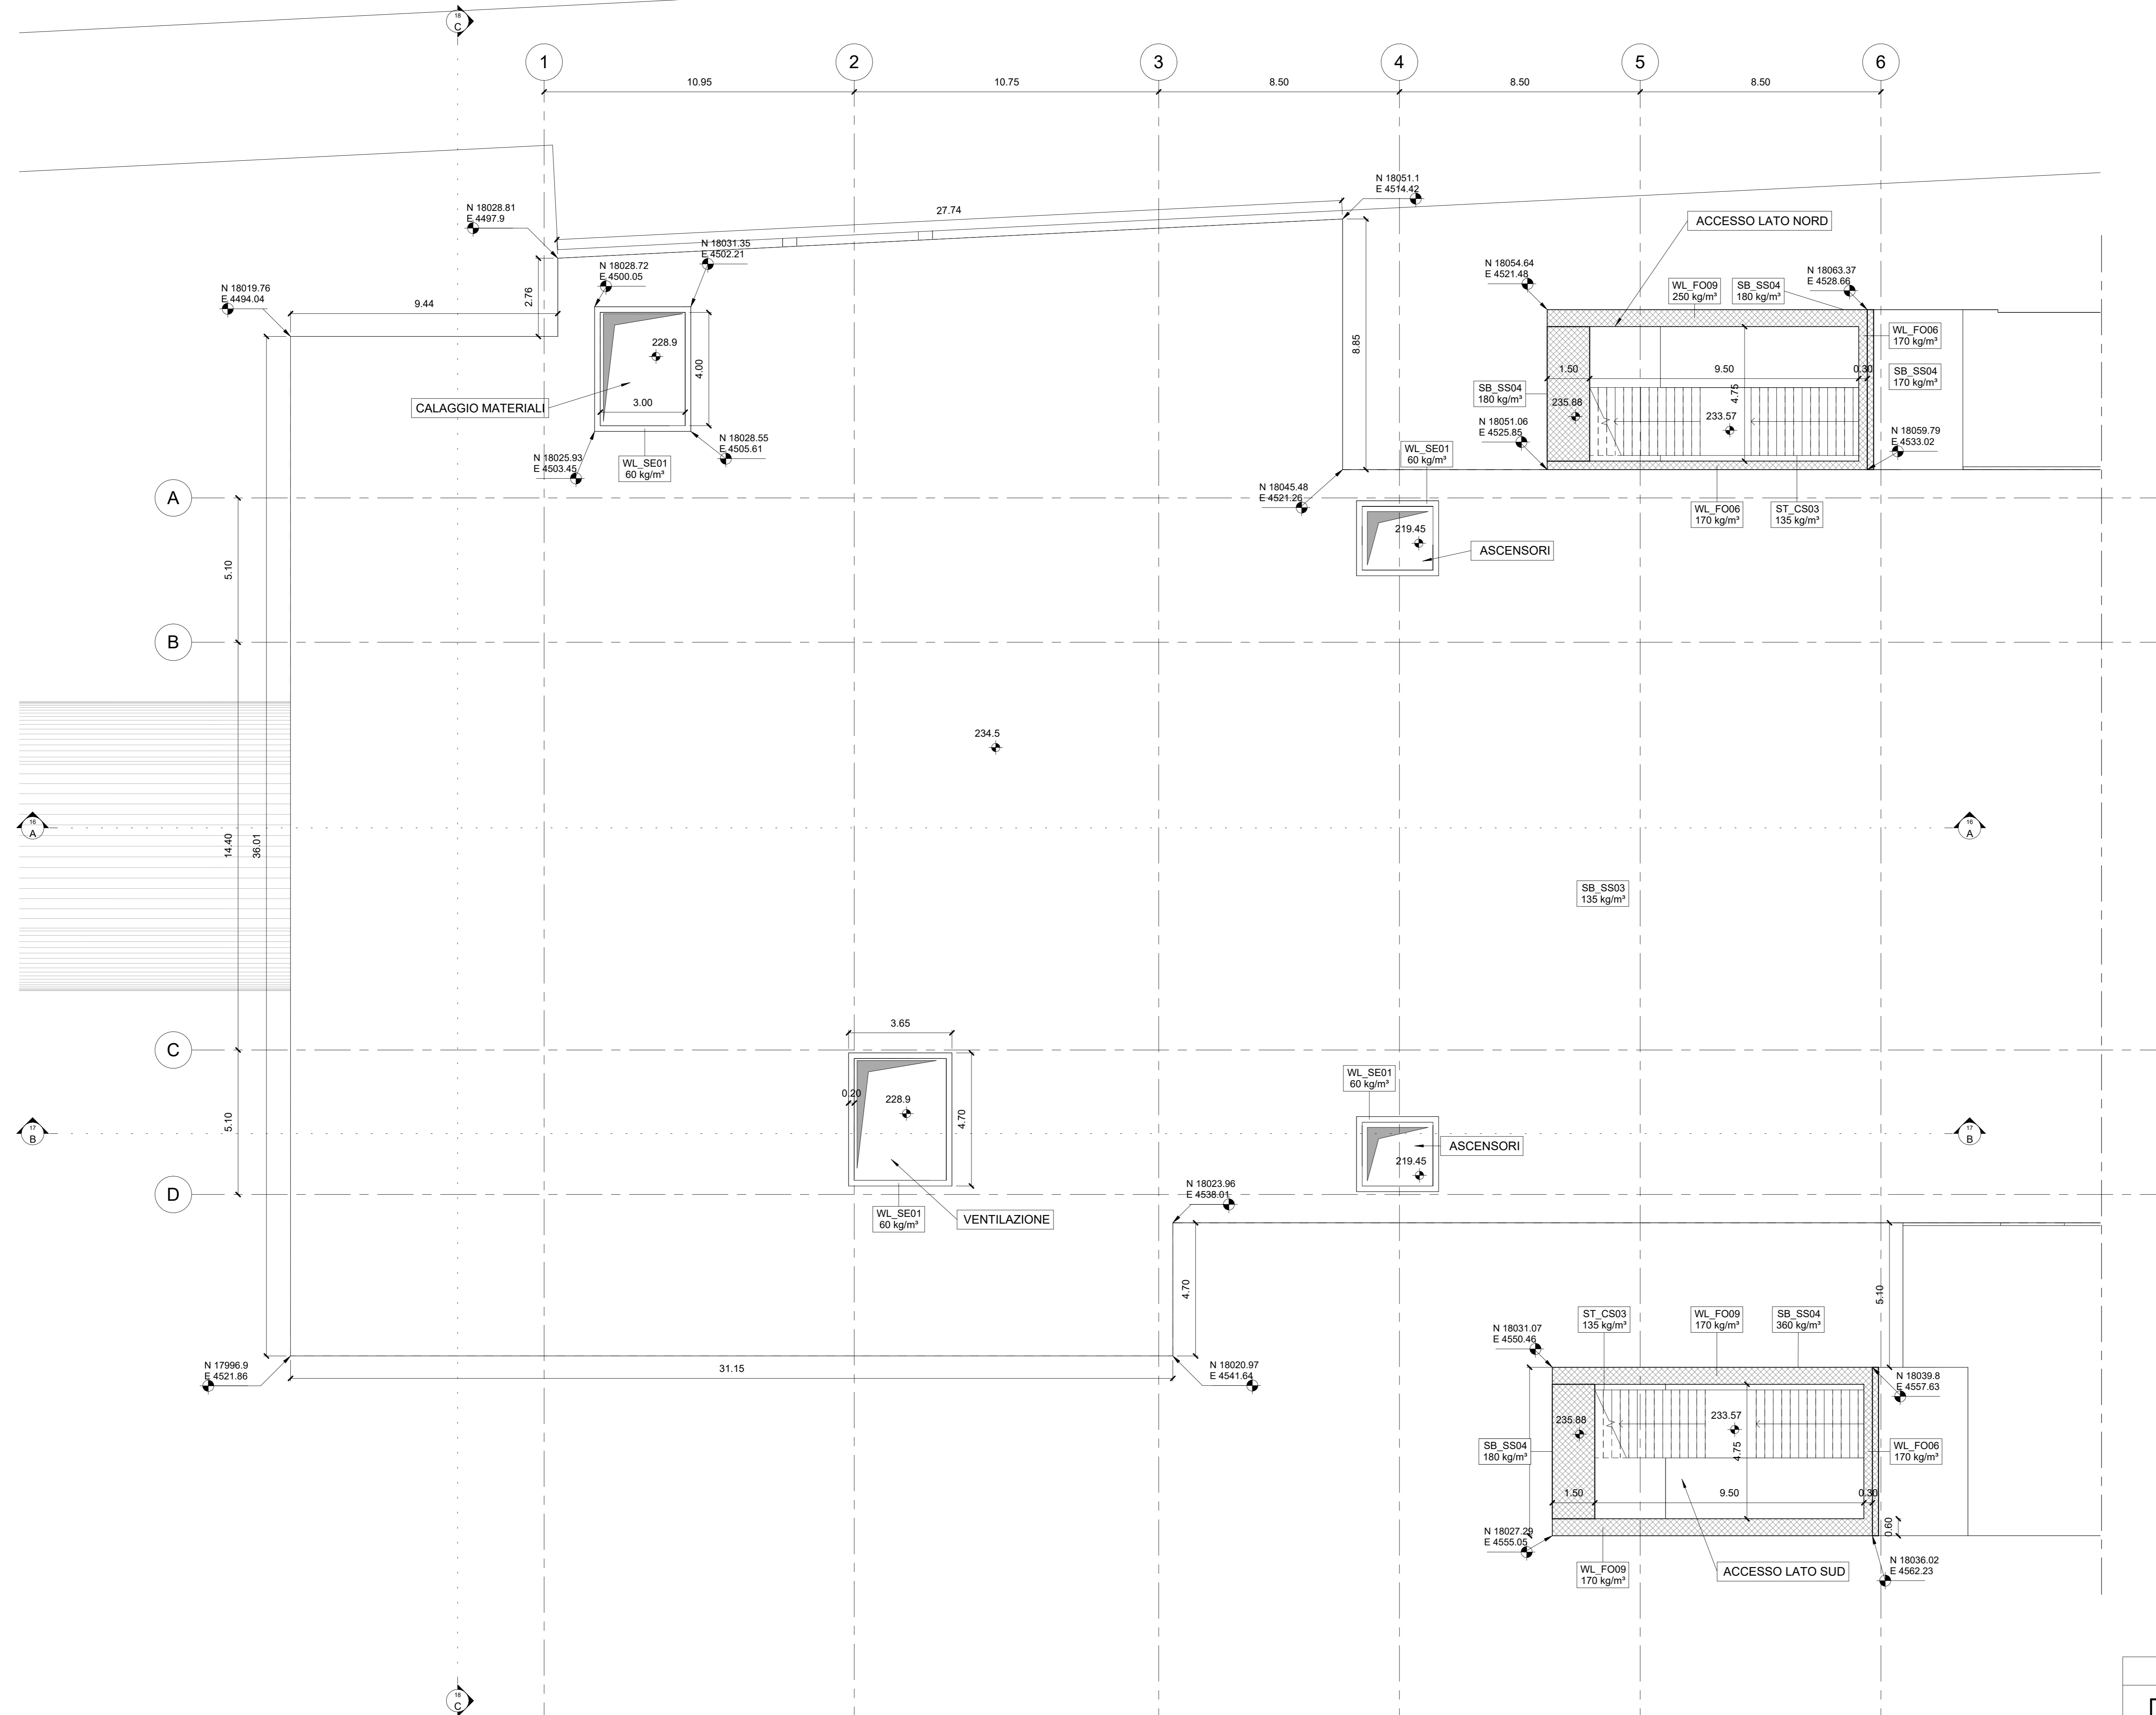 18
C
1
2
3
4
5
6
10.95
10.75
8.50
8.50
8.50
N 18051.1
E 4514.42
27.74
N 18028.81
E 4497.9
ACCESSO LATO NORD
N 18031.35
E 4502.21
N 18028.72
E 4500.05
N 18054.64
E 4521.48
WL_FO09
250 kg/m³
SB_SS04
180 kg/m³
N 18063.37
E 4528.66
N 18019.76
E 4494.04
9.44
2.76
WL_FO06
170 kg/m³
228.9
4.00
8.85
SB_SS04
170 kg/m³
1.50
9.50
0.30
4.75
SB_SS04
180 kg/m³
CALAGGIO MATERIALI
3.00
235.88
233.57
N 18051.06
E 4525.85
N 18059.79
E 4533.02
N 18028.55
E 4505.61
N 18025.93
E 4503.45
WL_SE01
60 kg/m³
WL_SE01
60 kg/m³
N 18045.48
E 4521.26
A
WL_FO06
170 kg/m³
ST_CS03
135 kg/m³
219.45
ASCENSORI
5.10
B
234.5
16
A
16
A
14.40
36.01
SB_SS03
135 kg/m³
C
3.65
WL_SE01
60 kg/m³
0.20
228.9
4.70
5.10
17
B
17
B
ASCENSORI
219.45
D
N 18023.96
E 4538.01
WL_SE01
60 kg/m³
VENTILAZIONE
4.70
5.10
ST_CS03
135 kg/m³
WL_FO09
170 kg/m³
SB_SS04
360 kg/m³
N 18031.07
E 4550.46
N 17996.9
E 4521.86
31.15
N 18020.97
E 4541.64
N 18039.8
E 4557.63
235.88
233.57
SB_SS04
180 kg/m³
4.75
WL_FO06
170 kg/m³
1.50
9.50
0.30
0.60
N 18027.29
E 4555.05
WL_FO09
170 kg/m³
ACCESSO LATO SUD
N 18036.02
E 4562.23
18
C